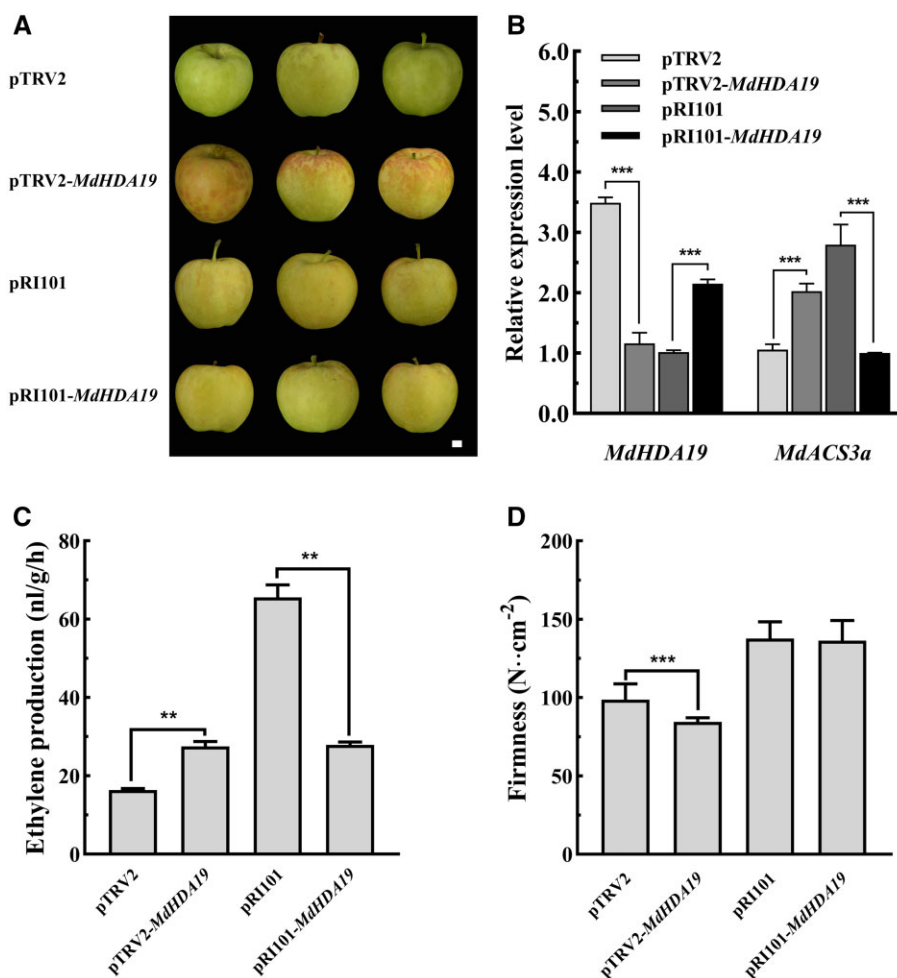 A
pTRV2
pTRV2-MdHDA19
pRI101
pRI101-MdHDA19
B
Relative expression level
6.0
5.0
4.0
3.0
2.0
1.0
0.0
pTRV2
pTRV2-MdHDA19
pRI101
pRI101-MdHDA19
***
***
***
***
MdHDA19
MdACS3a
C
Ethylene production (nl/g/h)
80
60
40
20
0
**
**
pTRV2
pTRV2-MdHDA19
pRI101
pRI101-MdHDA19
D
Firmness (N··cm-2)
200
150
100
50
0
***
pTRV2
pTRV2-MdHDA19
pRI101
pRI101-MdHDA19